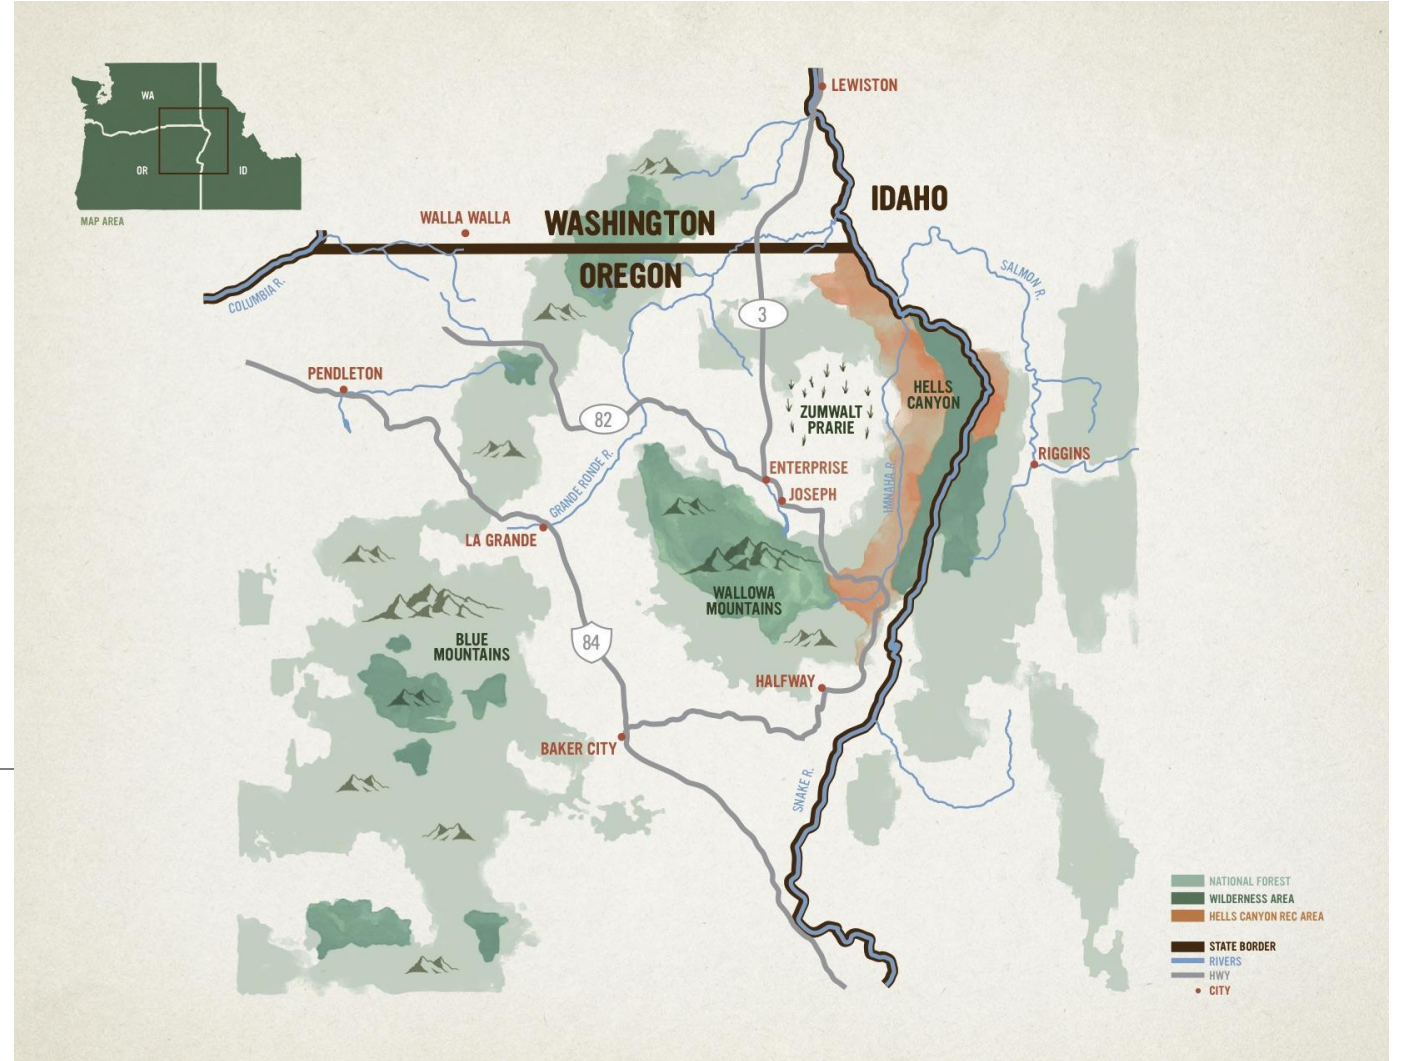 WA
OR
ID
MAP AREA
LEWISTON
IDAHO
WALLA WALLA
WASHINGTON
OREGON
COLUMBIA R.
SALMON R.
3
PENDLETON
HELLS
CANYON
82
ZUMWALT
PRARIE
RIGGINS
ENTERPRISE
JOSEPH
GRANDE RONDE R.
IMNAHA R.
LA GRANDE
WALLOWA
MOUNTAINS
84
BLUE
MOUNTAINS
HALFWAY
BAKER CITY
SNAKE R.
NATIONAL FOREST
WILDERNESS AREA
HELLS CANYON REC AREA
STATE BORDER
RIVERS
HWY
CITY